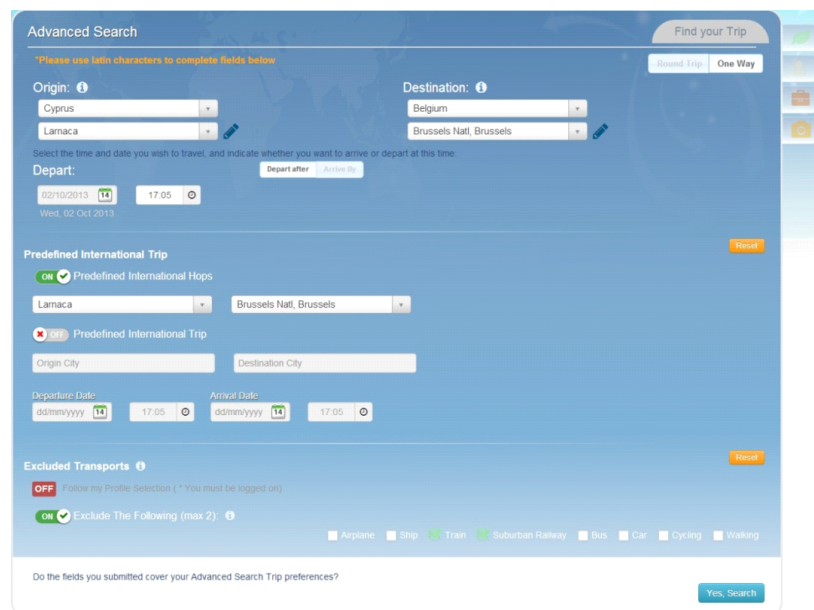 Advanced Search
Find your Trip
*Please use latin characters to complete fields below
Round Trip One Way
Origin: Destination:
Cyprus Belgium
Larnaca Brussels Natl, Brussels
Select the time and date you wish to travel, and indicate whether you want to arrive or depart at this time:
Depart: Depart after Arrive By
02/10/2013 14 17:05
Wed, 02 Oct 2013
Reset
Predefined International Trip
ON Predefined International Hops
Larnaca Brussels Natl, Brussels
OFF Predefined International Trip
Origin City Destination City
Departure Date Arrival Date
dd/mm/yyyy 14 17:05 dd/mm/yyyy 14 17:05
Reset
Excluded Transports
OFF Follow my Profile Selection ( * You must be logged on)
ON Exclude The Following (max 2):
Airplane Ship Train Suburban Railway Bus Car Cycling Walking
Do the fields you submitted cover your Advanced Search Trip preferences?
Yes, Search